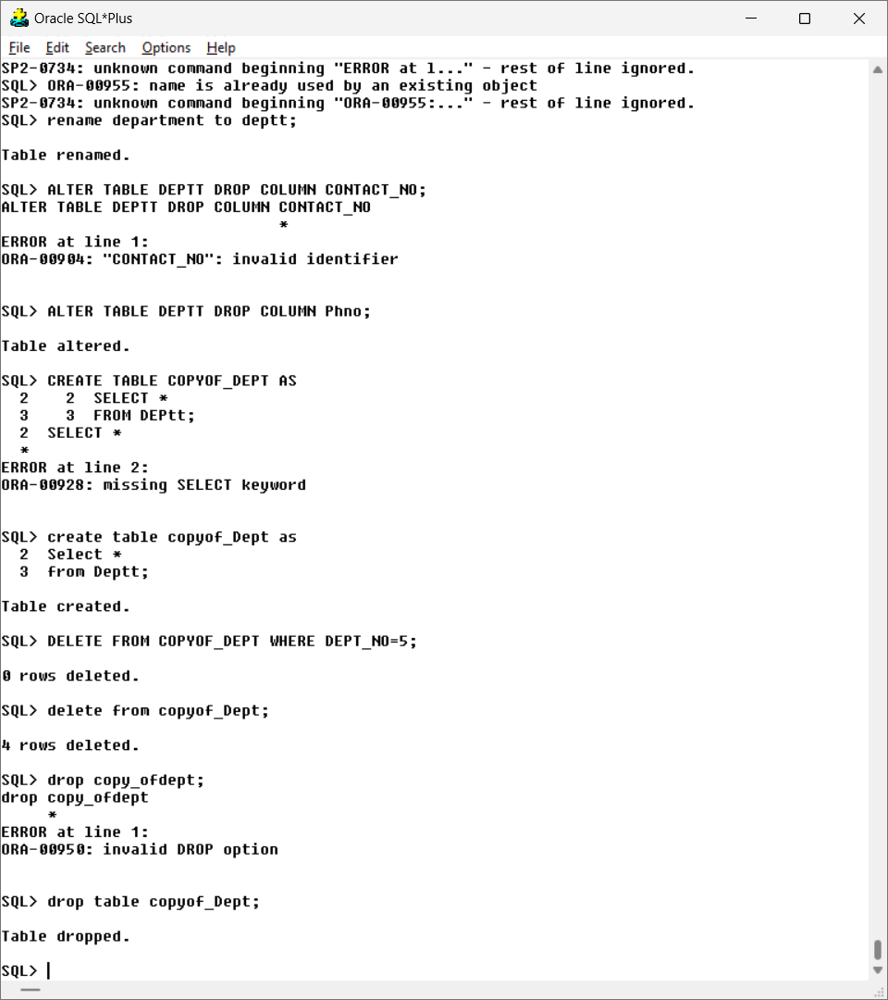 Oracle SQL*Plus
File Edit Search Options Help
SP2-0734: unknown command beginning "ERROR at l..." - rest of line ignored.
SQL> ORA-00955: name is already used by an existing object
SP2-0734: unknown command beginning "ORA-00955:..." - rest of line ignored.
SQL> rename department to deptt;
Table renamed.
SQL> ALTER TABLE DEPTT DROP COLUMN CONTACT_NO;
ALTER TABLE DEPTT DROP COLUMN CONTACT_NO
                              *
ERROR at line 1:
ORA-00904: "CONTACT_NO": invalid identifier
SQL> ALTER TABLE DEPTT DROP COLUMN Phno;
Table altered.
SQL> CREATE TABLE COPYOF_DEPT AS
  2    2  SELECT *
  3    3  FROM DEPtt;
  2  SELECT *
  *
ERROR at line 2:
ORA-00928: missing SELECT keyword
SQL> create table copyof_Dept as
  2  Select *
  3  from Deptt;
Table created.
SQL> DELETE FROM COPYOF_DEPT WHERE DEPT_NO=5;
0 rows deleted.
SQL> delete from copyof_Dept;
4 rows deleted.
SQL> drop copy_ofdept;
drop copy_ofdept
     *
ERROR at line 1:
ORA-00950: invalid DROP option
SQL> drop table copyof_Dept;
Table dropped.
SQL>